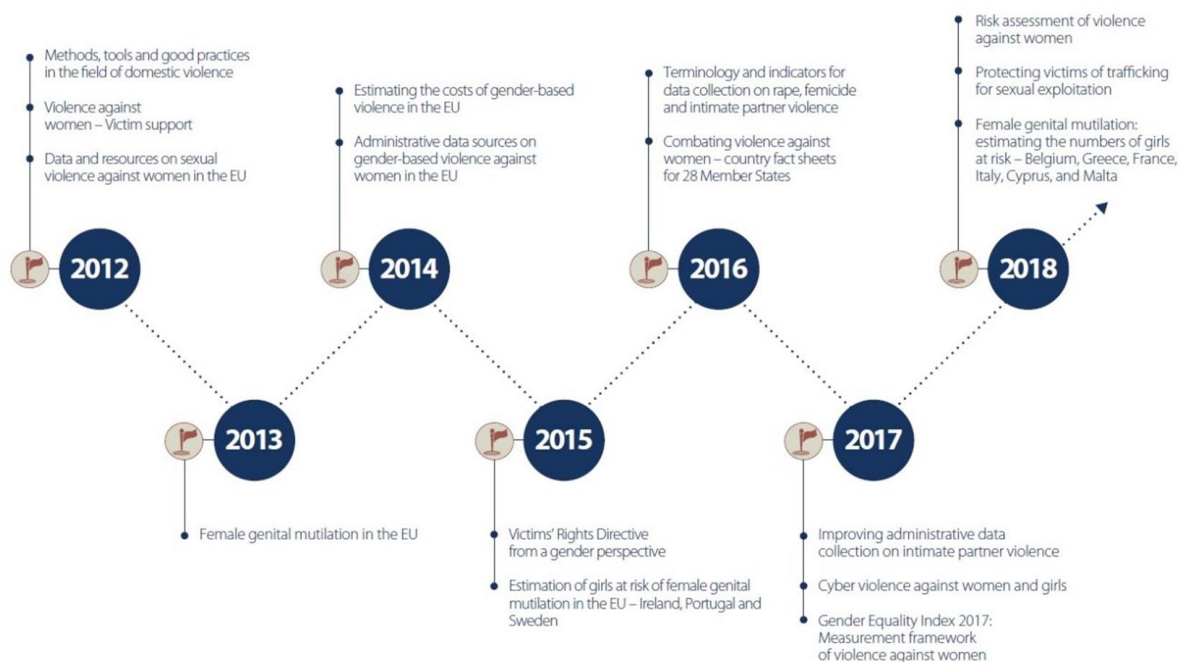 Methods, tools and good practices
in the field of domestic violence
Violence against
women – Victim support
Data and resources on sexual
violence against women in the EU
2012
Female genital mutilation in the EU
2013
Estimating the costs of gender-based
violence in the EU
Administrative data sources on
gender-based violence against
women in the EU
2014
2015
Victims' Rights Directive
from a gender perspective
Estimation of girls at risk of female genital
mutilation in the EU – Ireland, Portugal and
Sweden
Terminology and indicators for
data collection on rape, femicide
and intimate partner violence
Combating violence against
women – country fact sheets
for 28 Member States
2016
2017
Improving administrative data
collection on intimate partner violence
Cyber violence against women and girls
Gender Equality Index 2017:
Measurement framework
of violence against women
Risk assessment of violence
against women
Protecting victims of trafficking
for sexual exploitation
Female genital mutilation:
estimating the numbers of girls
at risk – Belgium, Greece, France,
Italy, Cyprus, and Malta
2018